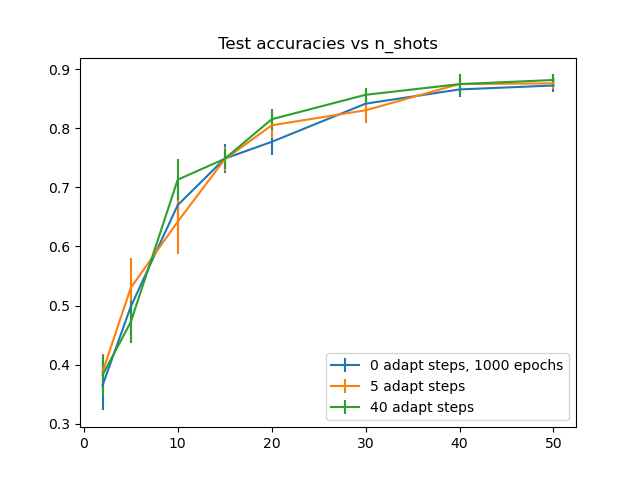 Test accuracies vs n_shots
0.9
0.8
0.7
0.6
0.5
0.4
0.3
0 adapt steps, 1000 epochs
5 adapt steps
40 adapt steps
0 10 20 30 40 50